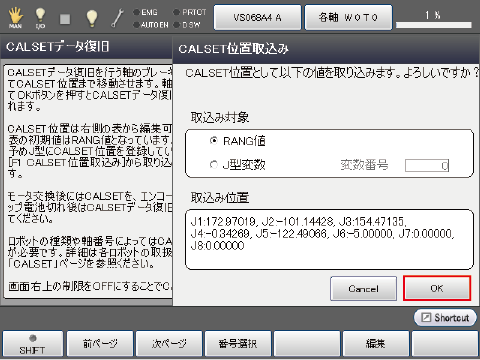 MAN
I/O
EMG
AUTO EN
PRTCT
D SW
VS068A4 A
各軸 W0T0
1 %
CALSETデータ復旧
CALSETデータ復旧を行う軸のブレーキ
てCALSET位置まで移動させます。軸
てOKボタンを押すとCALSETデータ復旧
れます。
CALSET位置は右側の表から編集可
表の初期値はRANG値となっています。
予めJ型にCALSET位置を登録してい
[F1 CALSET位置取込み]から取り込
す。
モータ交換後にはCALSETを、エンコー
ップ電池切れ後はCALSETデータ復旧
てください。
ロボットの種類や軸番号によってはCA
が必要です。詳細は各ロボットの取扱
「CALSET」ページを参照ください。
画面右上の制限をOFFにすることでCA
CALSET位置取込み
CALSET位置として以下の値を取り込みます。よろしいですか?
取込み対象
RANG値
J型変数
変数番号
0
取込み位置
J1:172.97019, J2:-101.14428, J3:154.47135,
J4:-0.34269, J5:-122.49066, J6:-5.00000, J7:0.00000,
J8:0.00000
Cancel
OK
Shortcut
SHIFT
前ページ
次ページ
番号選択
編集